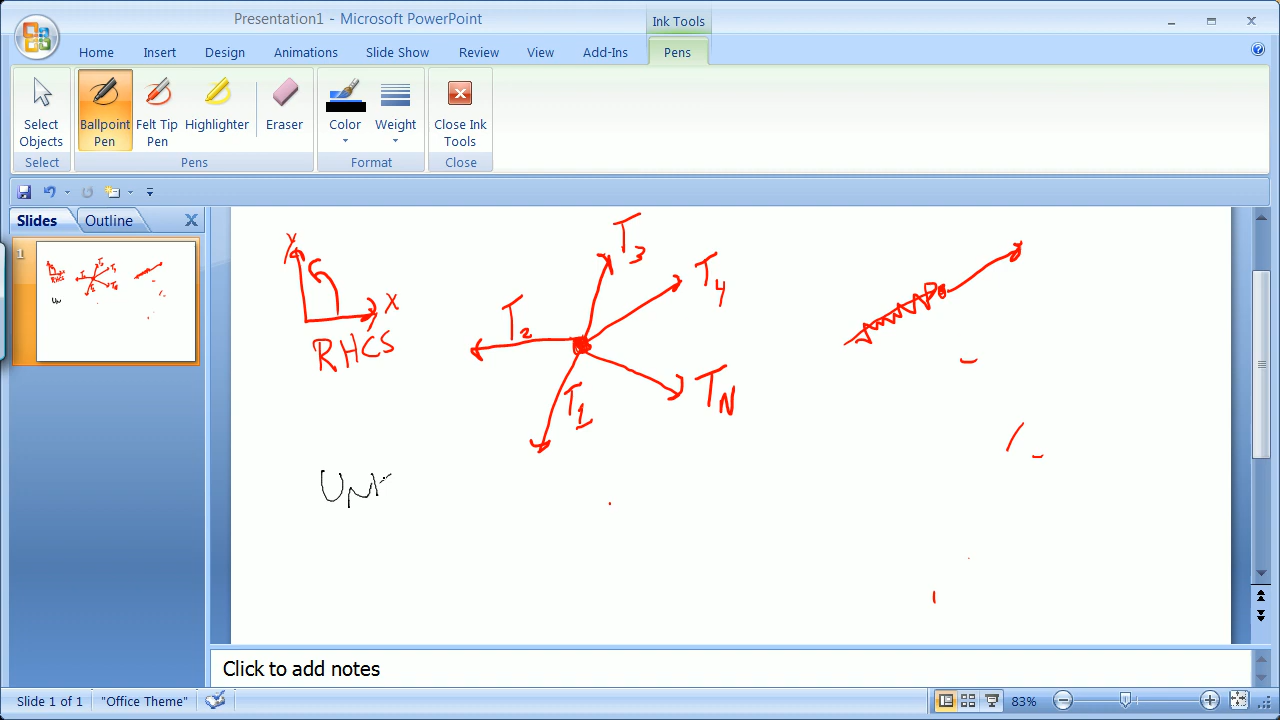 Presentation1 - Microsoft PowerPoint
Ink Tools
Home
Insert
Design
Animations
Slide Show
Review
View
Add-Ins
Pens
Select Objects
Ballpoint Pen
Felt Tip Pen
Highlighter
Eraser
Color
Weight
Close Ink Tools
Select
Pens
Format
Close
Slides
Outline
1
Y
X
RHCS
T3
T4
T2
TN
T1
Click to add notes
Slide 1 of 1
"Office Theme"
83%